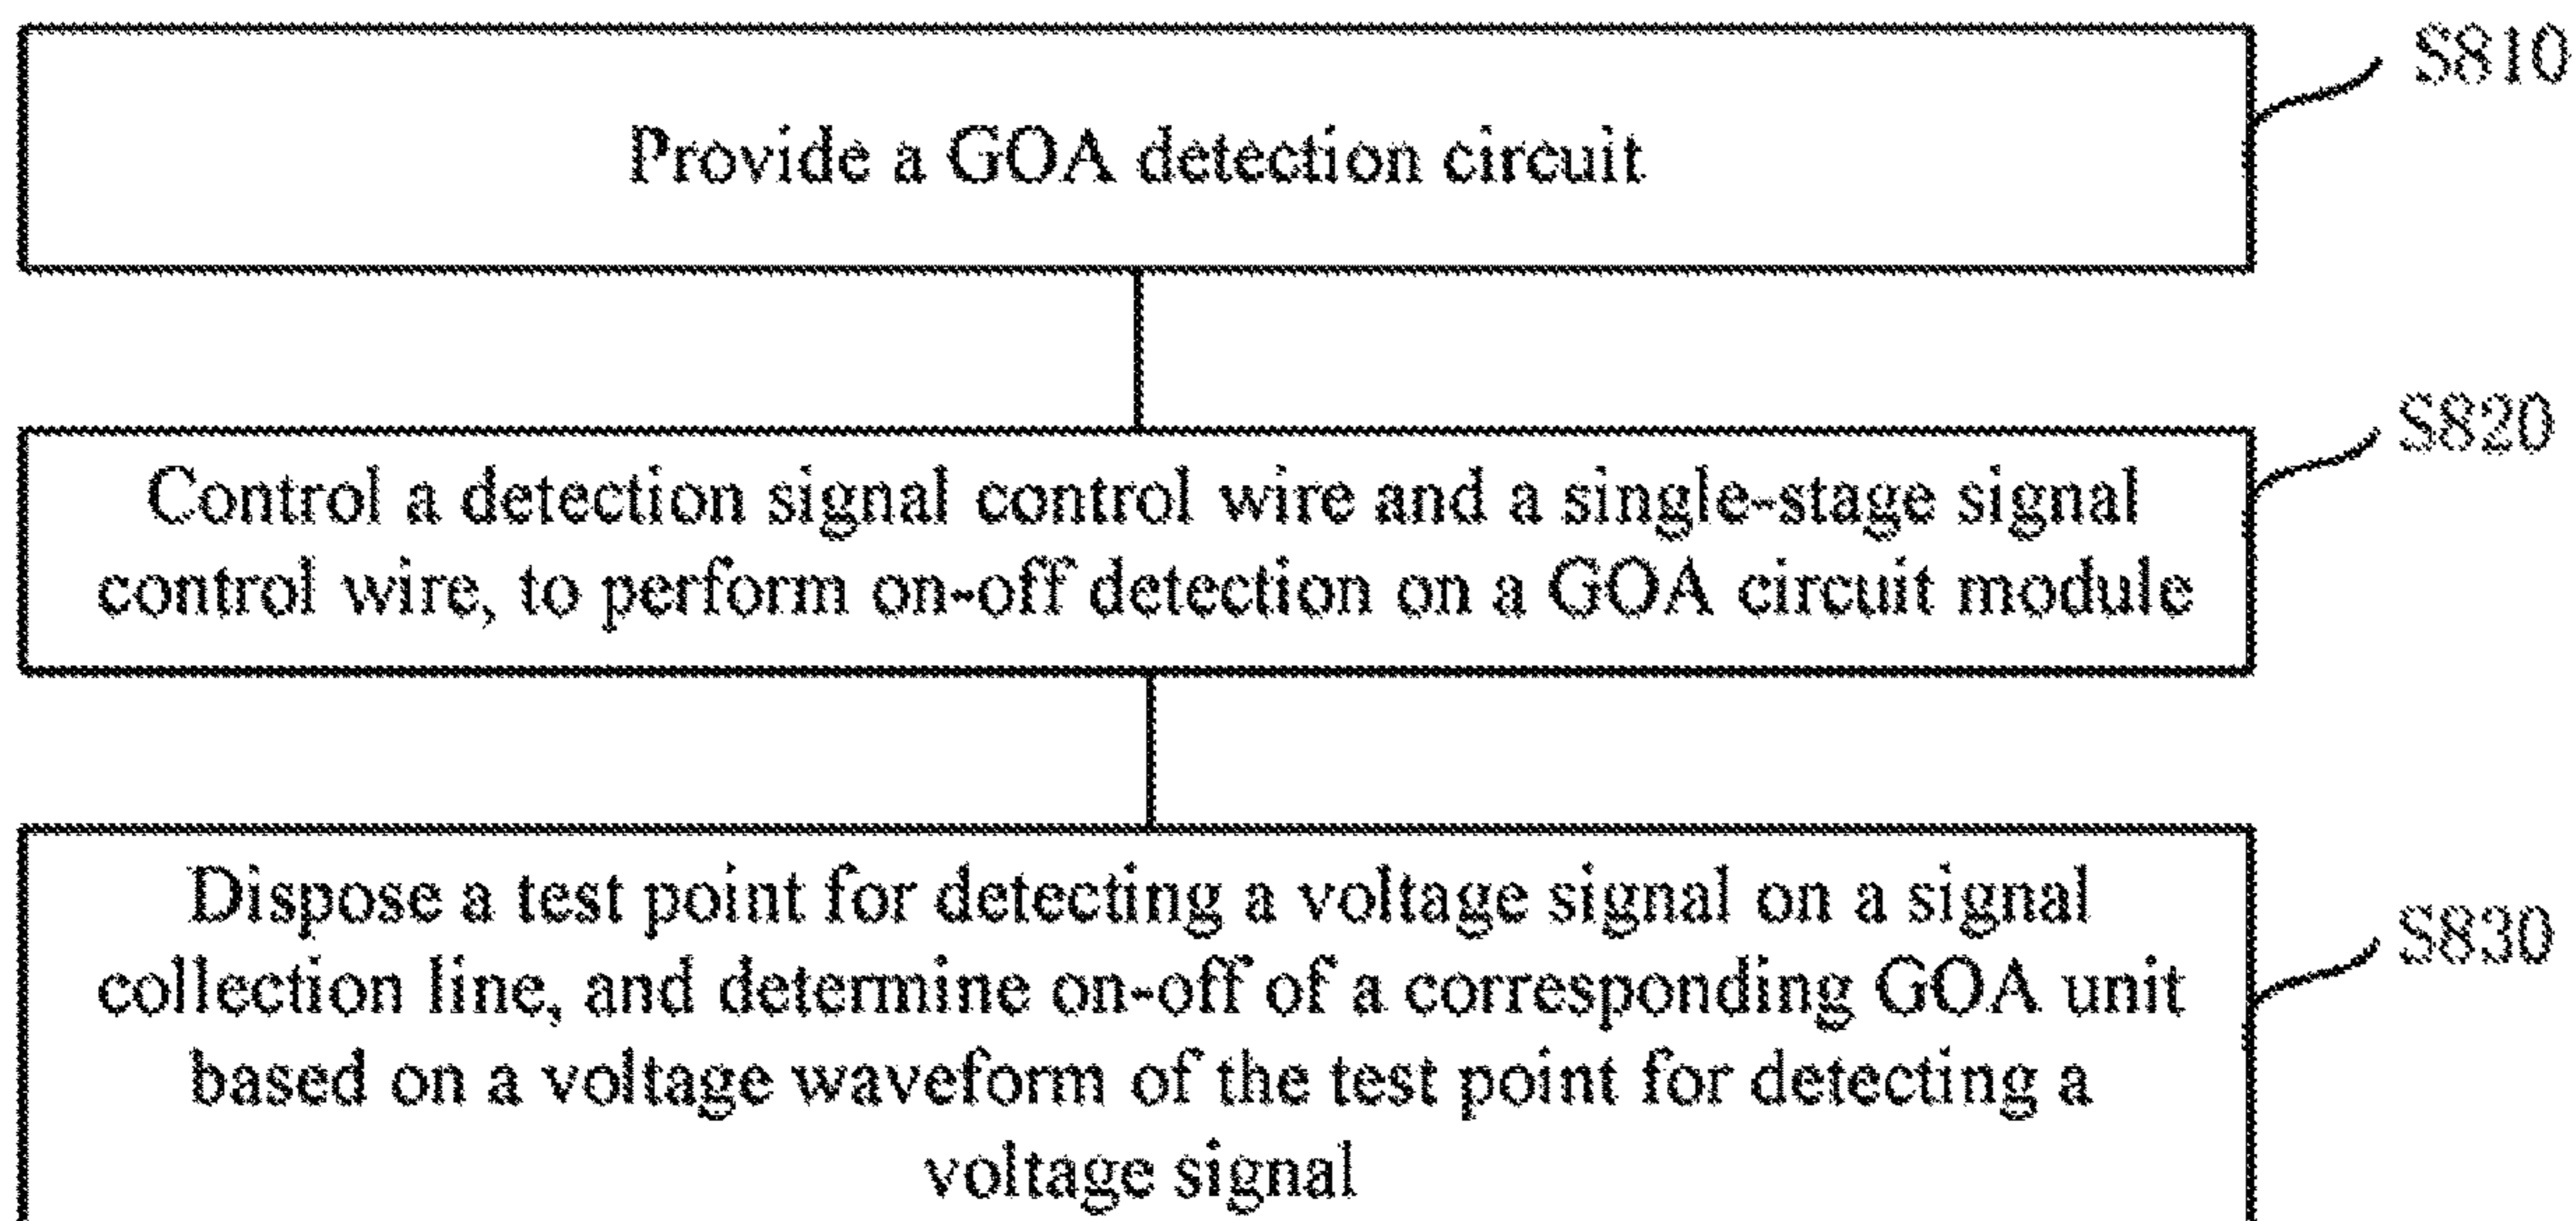 S810
Provide a GOA detection circuit
S820
Control a detection signal control wire and a single-stage signal
control wire, to perform on-off detection on a GOA circuit module
S830
Dispose a test point for detecting a voltage signal on a signal
collection line, and determine on-off of a corresponding GOA unit
based on a voltage waveform of the test point for detecting a
voltage signal